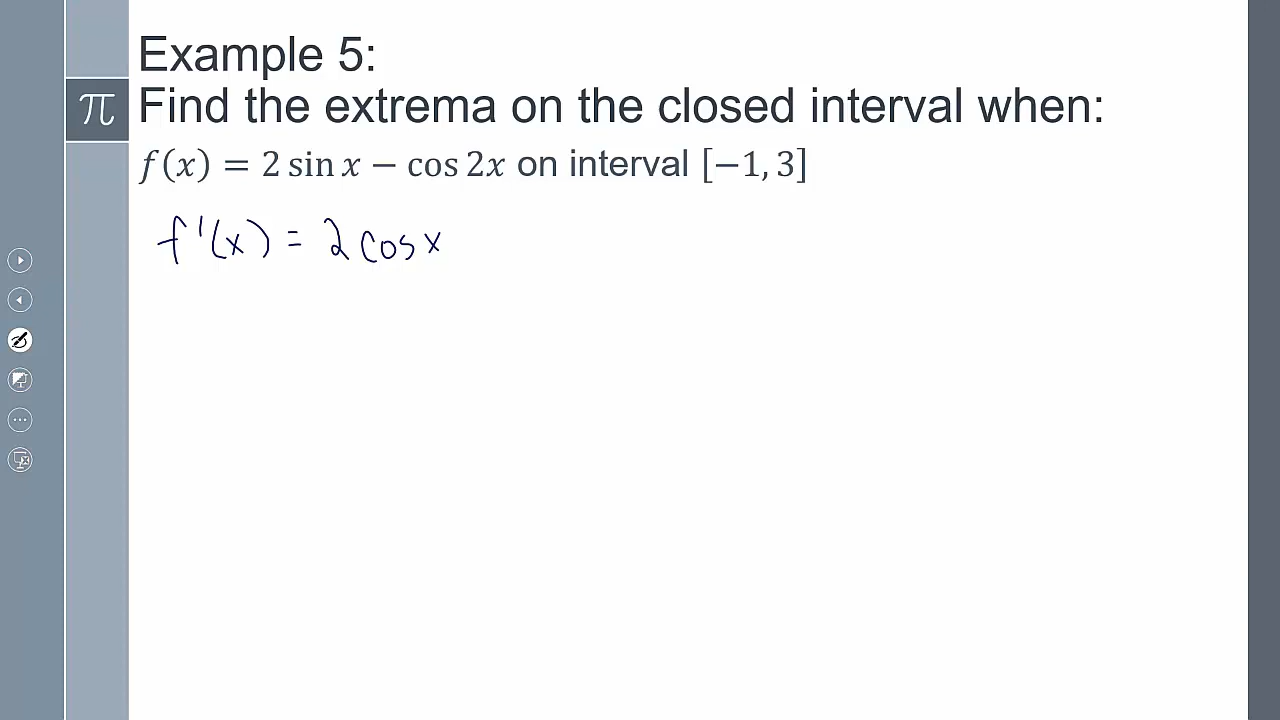 Example 5:
π Find the extrema on the closed interval when:
f(x) = 2 sin x − cos 2x on interval [−1, 3]
f'(x) = 2 cos x